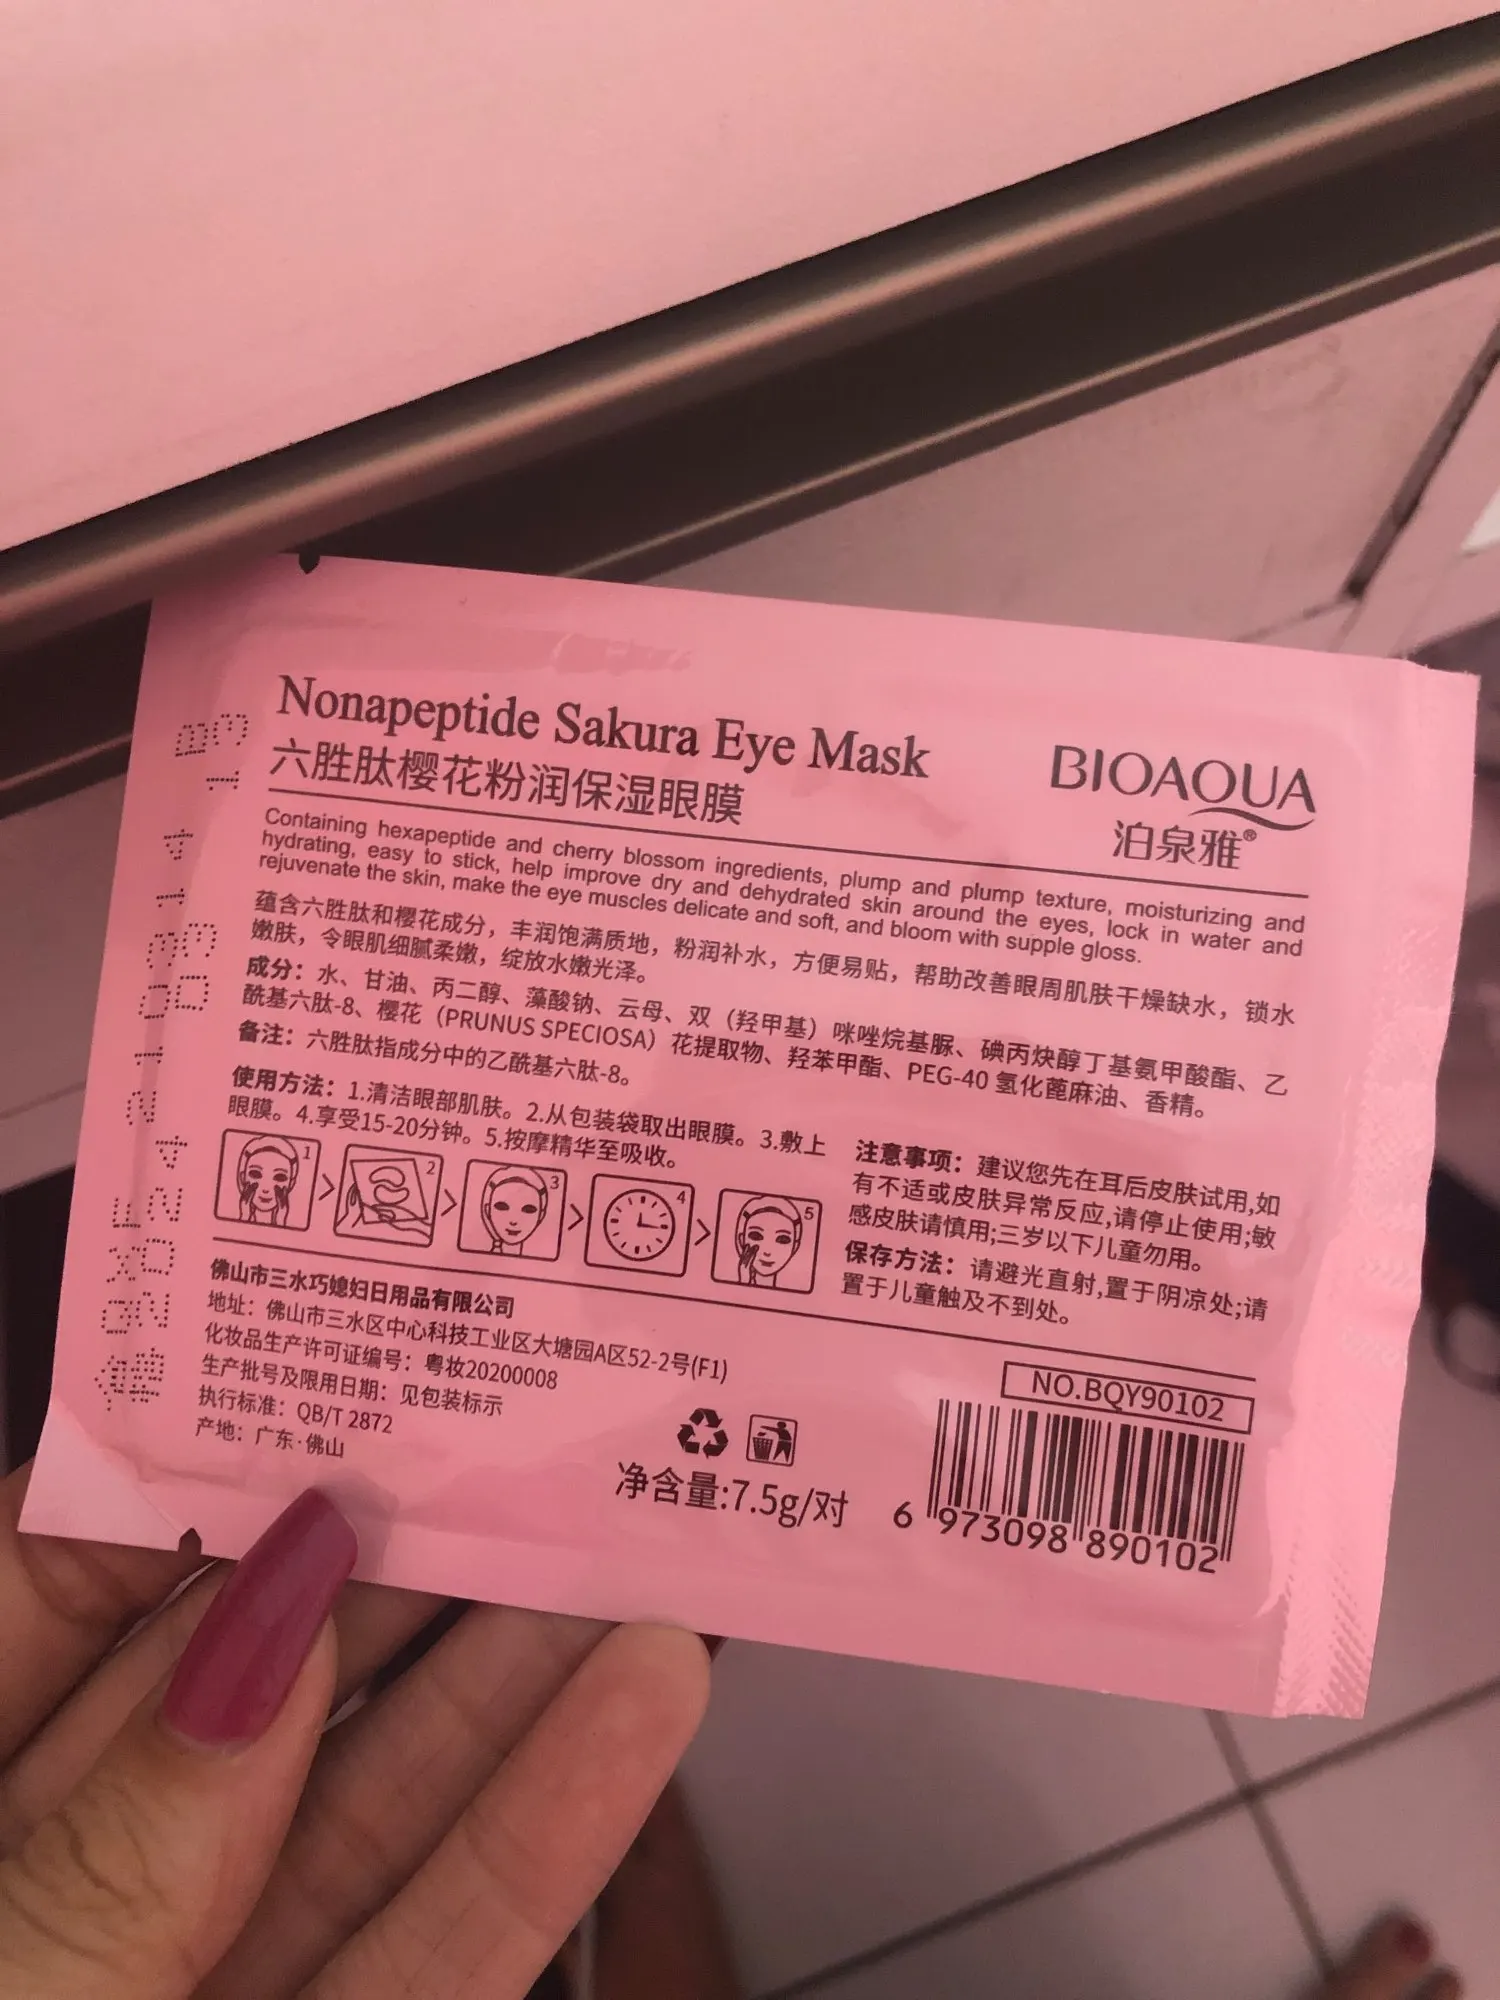 Nonapeptide Sakura Eye Mask
六胜肽樱花粉润保湿眼膜
BIOAQUA
泊泉雅®
Containing hexapeptide and cherry blossom ingredients, plump and plump texture, moisturizing and
hydrating, easy to stick, help improve dry and dehydrated skin around the eyes, lock in water and
rejuvenate the skin, make the eye muscles delicate and soft, and bloom with supple gloss.
蕴含六胜肽和樱花成分，丰润饱满质地，粉润补水，方便易贴，帮助改善眼周肌肤干燥缺水，锁水
嫩肤，令眼肌细腻柔嫩，绽放水嫩光泽。
成分：水、甘油、丙二醇、藻酸钠、云母、双（羟甲基）咪唑烷基脲、碘丙炔醇丁基氨甲酸酯、乙
酰基六肽-8、樱花（PRUNUS SPECIOSA）花提取物、羟苯甲酯、PEG-40 氢化蓖麻油、香精。
备注：六胜肽指成分中的乙酰基六肽-8。
使用方法：1.清洁眼部肌肤。2.从包装袋取出眼膜。3.敷上
眼膜。4.享受15-20分钟。5.按摩精华至吸收。
1
2
3
4
5
注意事项：建议您先在耳后皮肤试用,如
有不适或皮肤异常反应,请停止使用;敏
感皮肤请慎用;三岁以下儿童勿用。
保存方法：请避光直射,置于阴凉处;请
置于儿童触及不到处。
佛山市三水巧媳妇日用品有限公司
地址：佛山市三水区中心科技工业区大塘园A区52-2号(F1)
化妆品生产许可证编号：粤妆20200008
生产批号及限用日期：见包装标示
执行标准：QB/T 2872
产地：广东·佛山
净含量:7.5g/对
NO.BQY90102
6 973098 890102